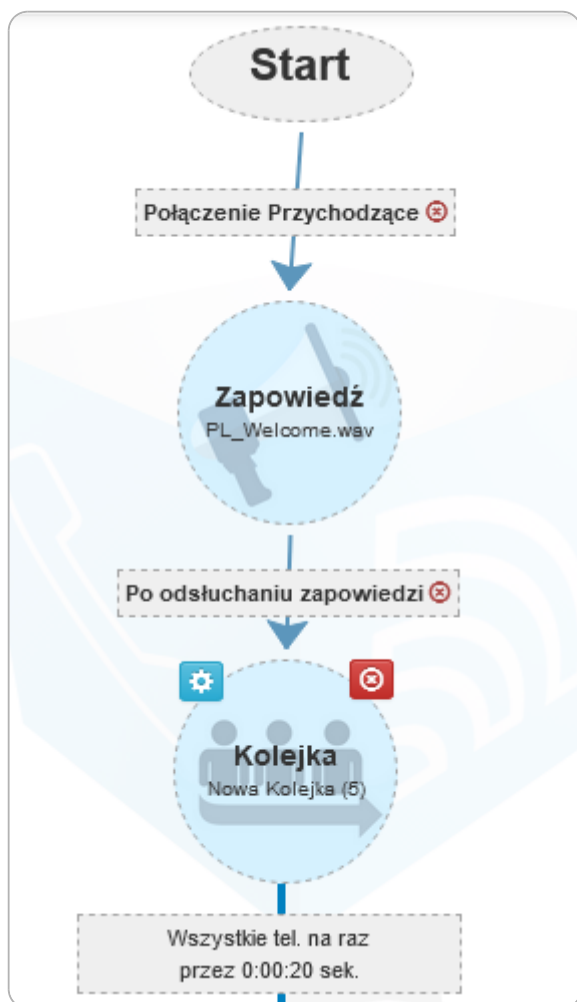 Start
Połączenie Przychodzące
Zapowiedź
PL_Welcome.wav
Po odsłuchaniu zapowiedzi
Kolejka
Nowa Kolejka (5)
Wszystkie tel. na raz
przez 0:00:20 sek.